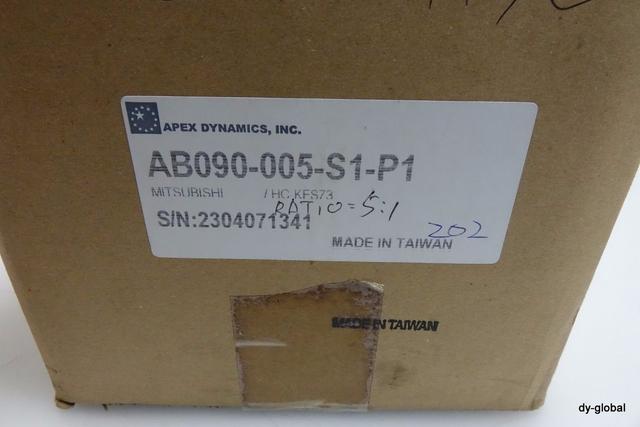 APEX DYNAMICS, INC.
AB090-005-S1-P1
MITSUBISHI / HC KFS73
RATIO = 5:1
S/N:2304071341
202
MADE IN TAIWAN
MADE IN TAIWAN
dy-global